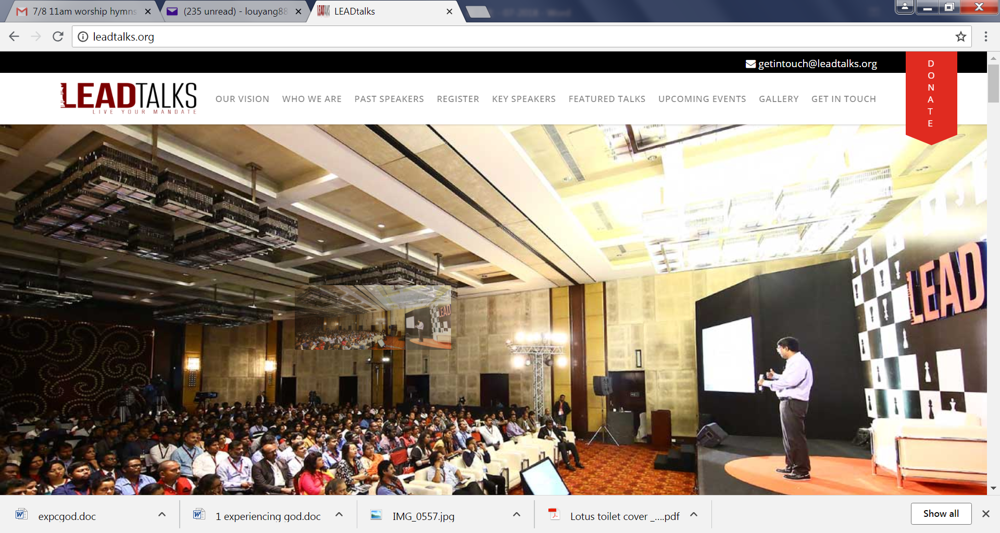 7/8 11am worship hymns
(235 unread) - louyang88
LEADtalks
leadtalks.org
getintouch@leadtalks.org
DONATE
LEADTALKS
LIVE YOUR MANDATE
OUR VISION
WHO WE ARE
PAST SPEAKERS
REGISTER
KEY SPEAKERS
FEATURED TALKS
UPCOMING EVENTS
GALLERY
GET IN TOUCH
LEAD
LEAD
expcgod.doc
1 experiencing god.doc
IMG_0557.jpg
Lotus toilet cover _....pdf
Show all